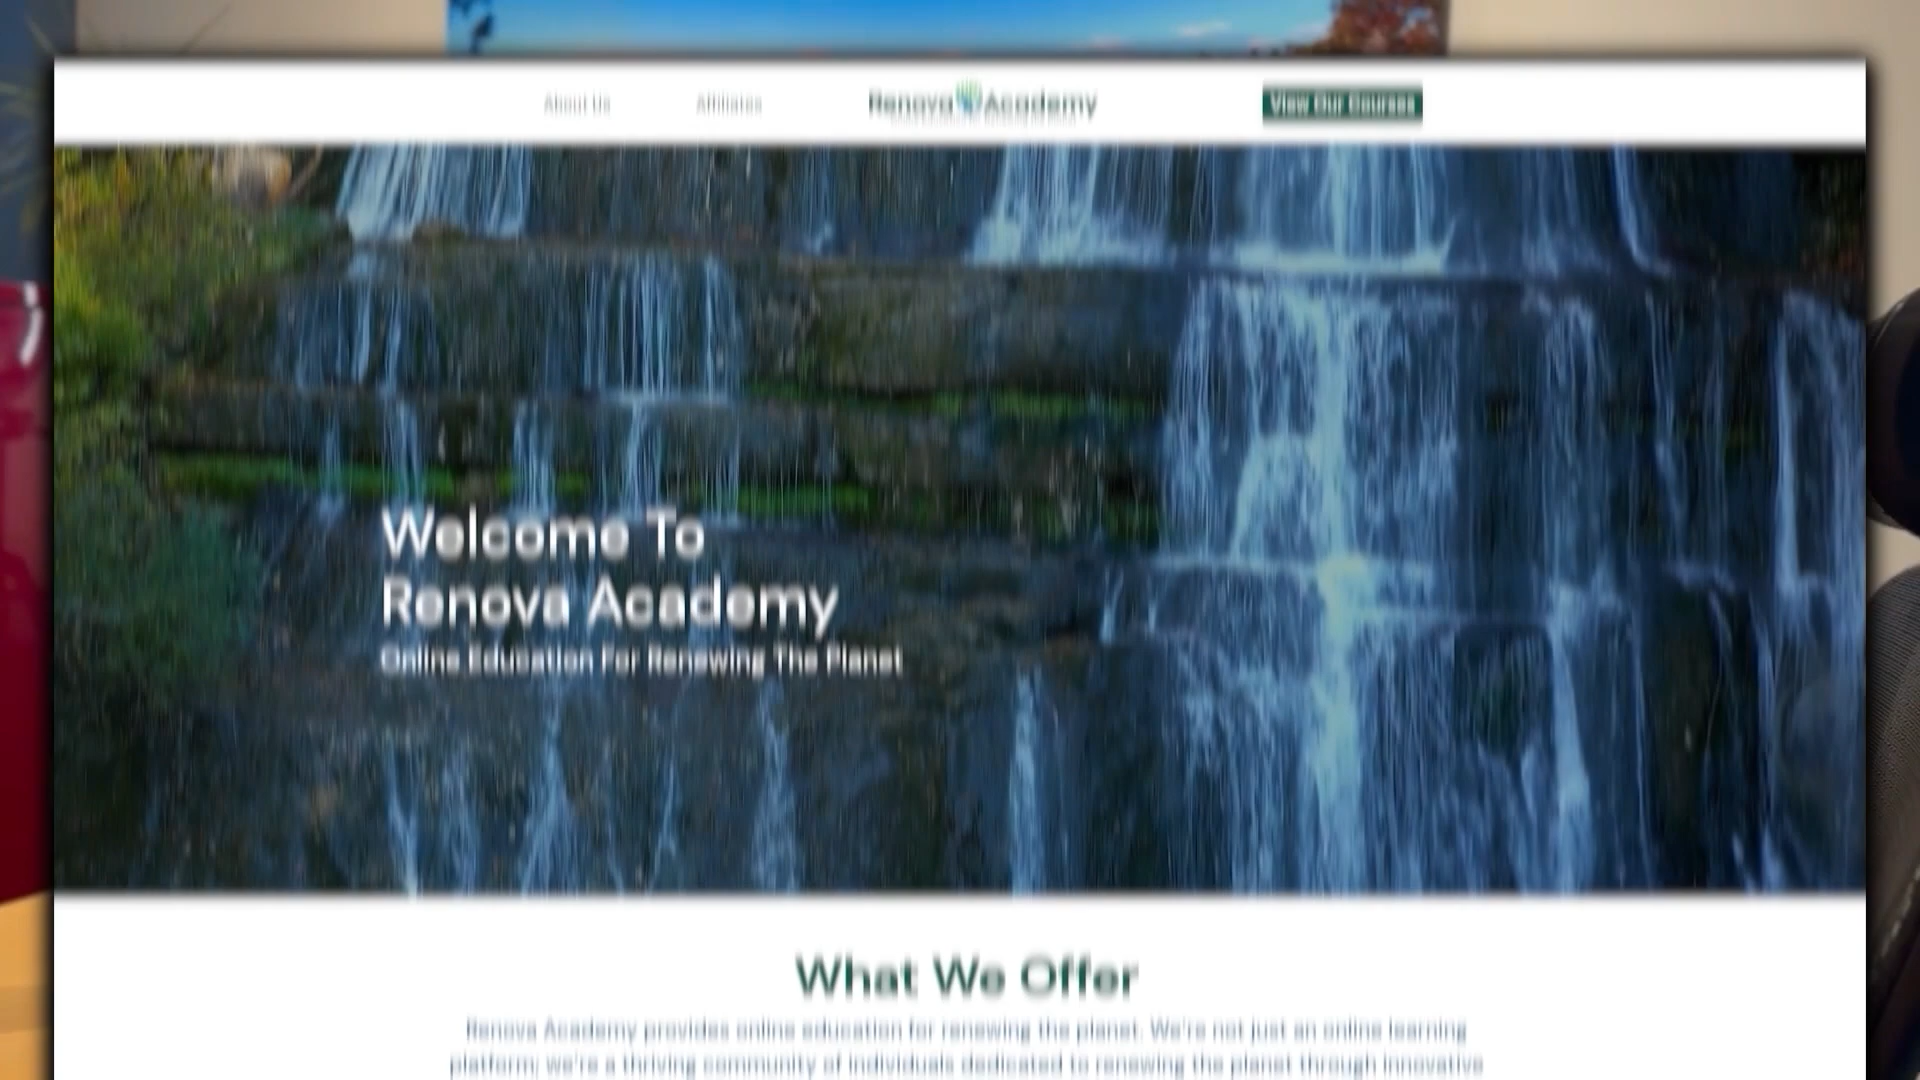 About Us
Affiliates
Renova Academy
View Our Courses
Welcome To
Renova Academy
Online Education For Renewing The Planet
What We Offer
Renova Academy provides online education for renewing the planet. We're not just an online learning
platform; we're a thriving community of individuals dedicated to renewing the planet through innovative